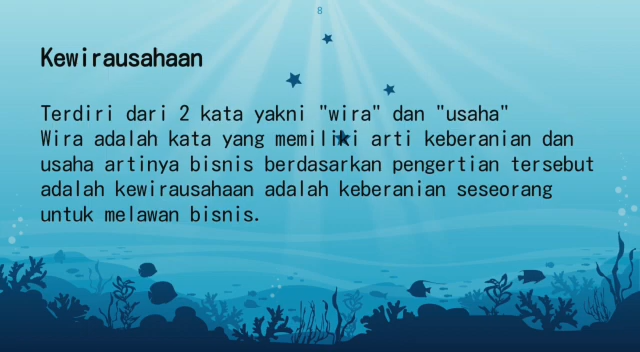 8
Kewirausahaan
Terdiri dari 2 kata yakni "wira" dan "usaha"
Wira adalah kata yang memiliki arti keberanian dan
usaha artinya bisnis berdasarkan pengertian tersebut
adalah kewirausahaan adalah keberanian seseorang
untuk melawan bisnis.